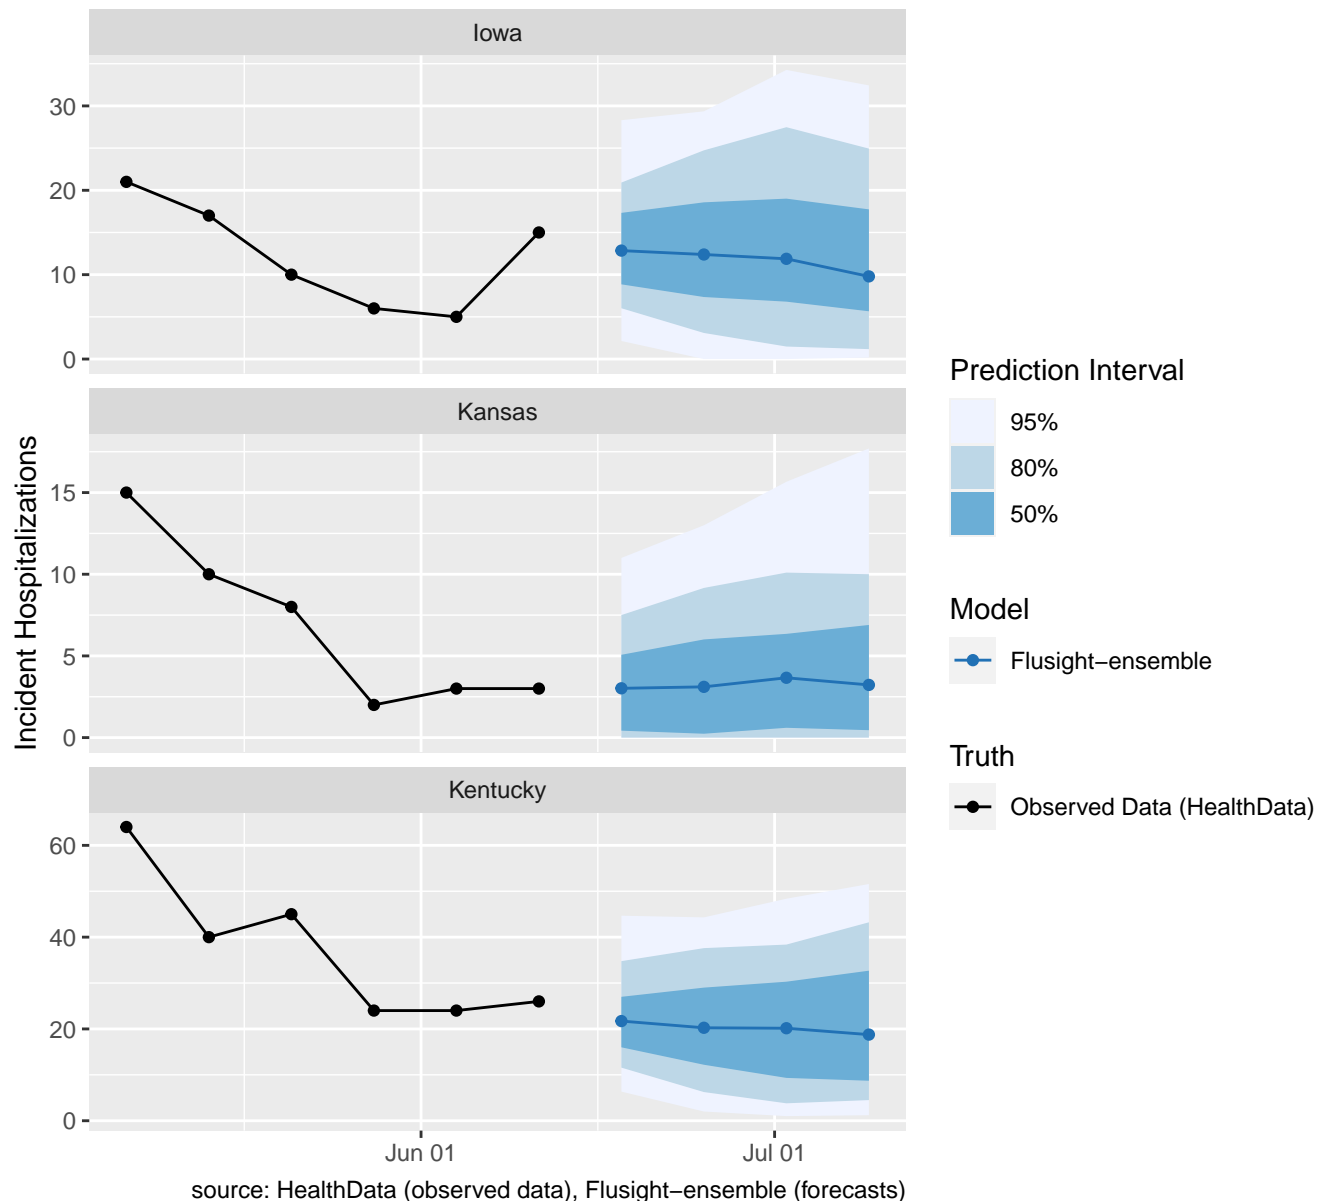 Iowa
30
20
10
0
Kansas
15
10
5
0
Kentucky
60
40
20
0
Jun 01
Jul 01
Incident Hospitalizations
source: HealthData (observed data), Flusight−ensemble (forecasts)
Prediction Interval
95%
80%
50%
Model
Flusight−ensemble
Truth
Observed Data (HealthData)